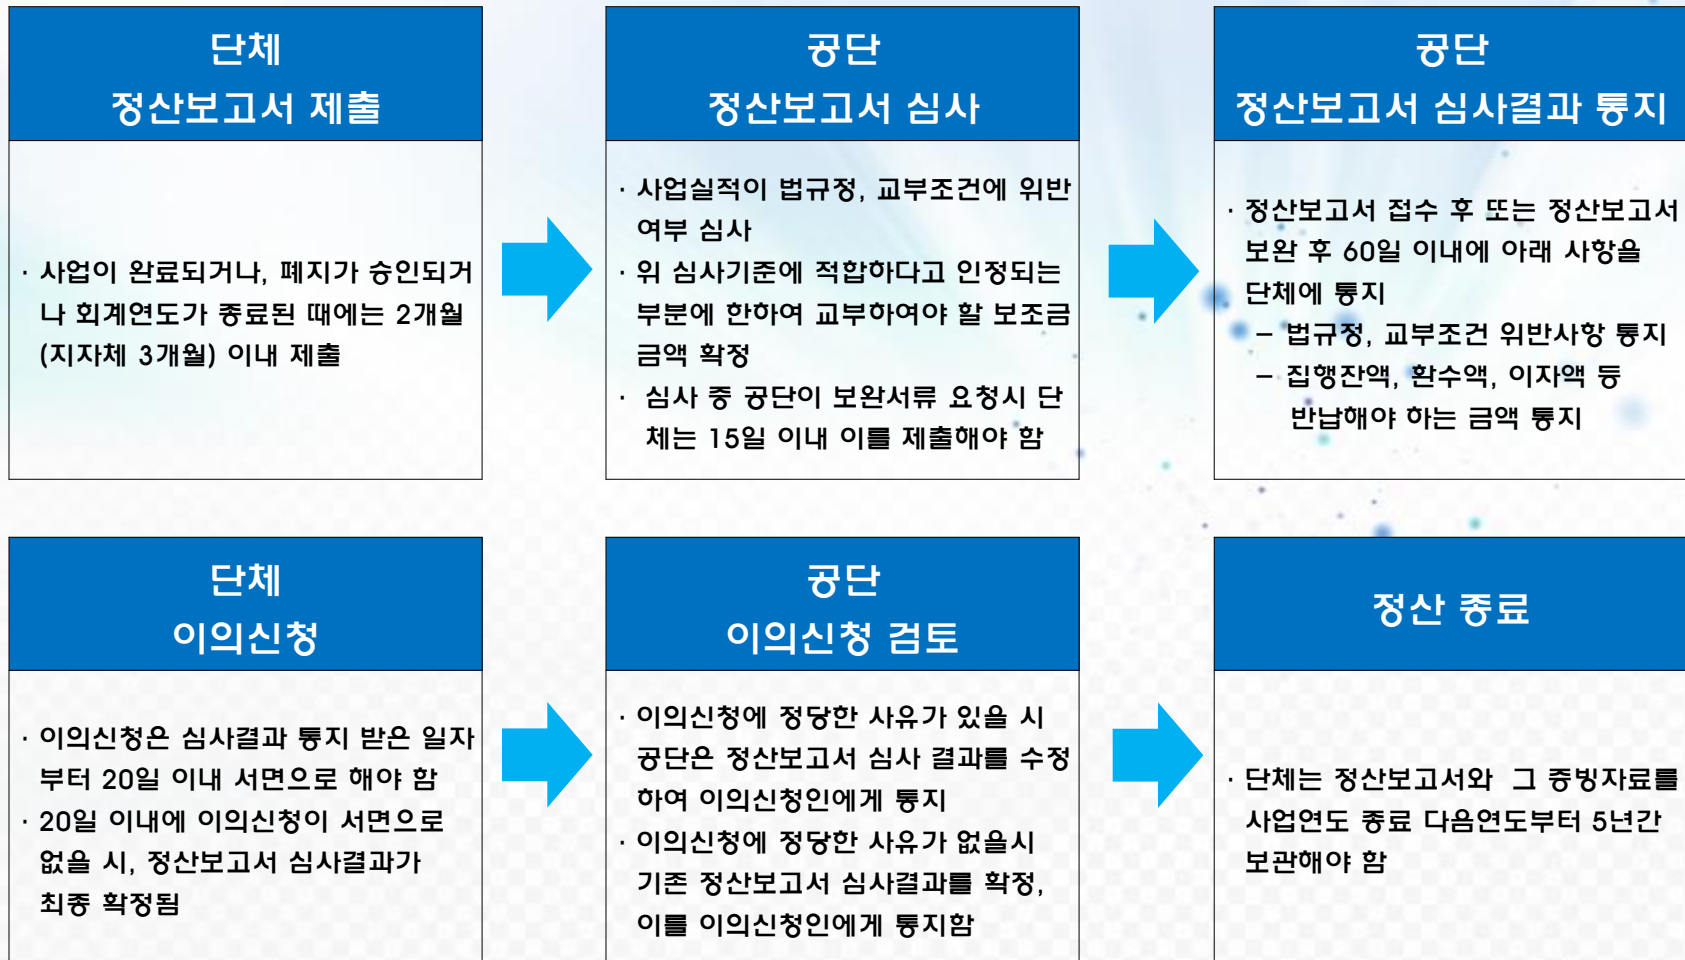 단체
정산보고서 제출
· 사업이 완료되거나, 폐지가 승인되거
나 회계연도가 종료된 때에는 2개월
(지자체 3개월) 이내 제출
공단
정산보고서 심사
· 사업실적이 법규정, 교부조건에 위반
여부 심사
· 위 심사기준에 적합하다고 인정되는
부분에 한하여 교부하여야 할 보조금
금액 확정
· 심사 중 공단이 보완서류 요청시 단
체는 15일 이내 이를 제출해야 함
공단
정산보고서 심사결과 통지
· 정산보고서 접수 후 또는 정산보고서
보완 후 60일 이내에 아래 사항을
단체에 통지
– 법규정, 교부조건 위반사항 통지
– 집행잔액, 환수액, 이자액 등
반납해야 하는 금액 통지
단체
이의신청
· 이의신청은 심사결과 통지 받은 일자
부터 20일 이내 서면으로 해야 함
· 20일 이내에 이의신청이 서면으로
없을 시, 정산보고서 심사결과가
최종 확정됨
공단
이의신청 검토
· 이의신청에 정당한 사유가 있을 시
공단은 정산보고서 심사 결과를 수정
하여 이의신청인에게 통지
· 이의신청에 정당한 사유가 없을시
기존 정산보고서 심사결과를 확정,
이를 이의신청인에게 통지함
정산 종료
· 단체는 정산보고서와 그 증빙자료를
사업연도 종료 다음연도부터 5년간
보관해야 함